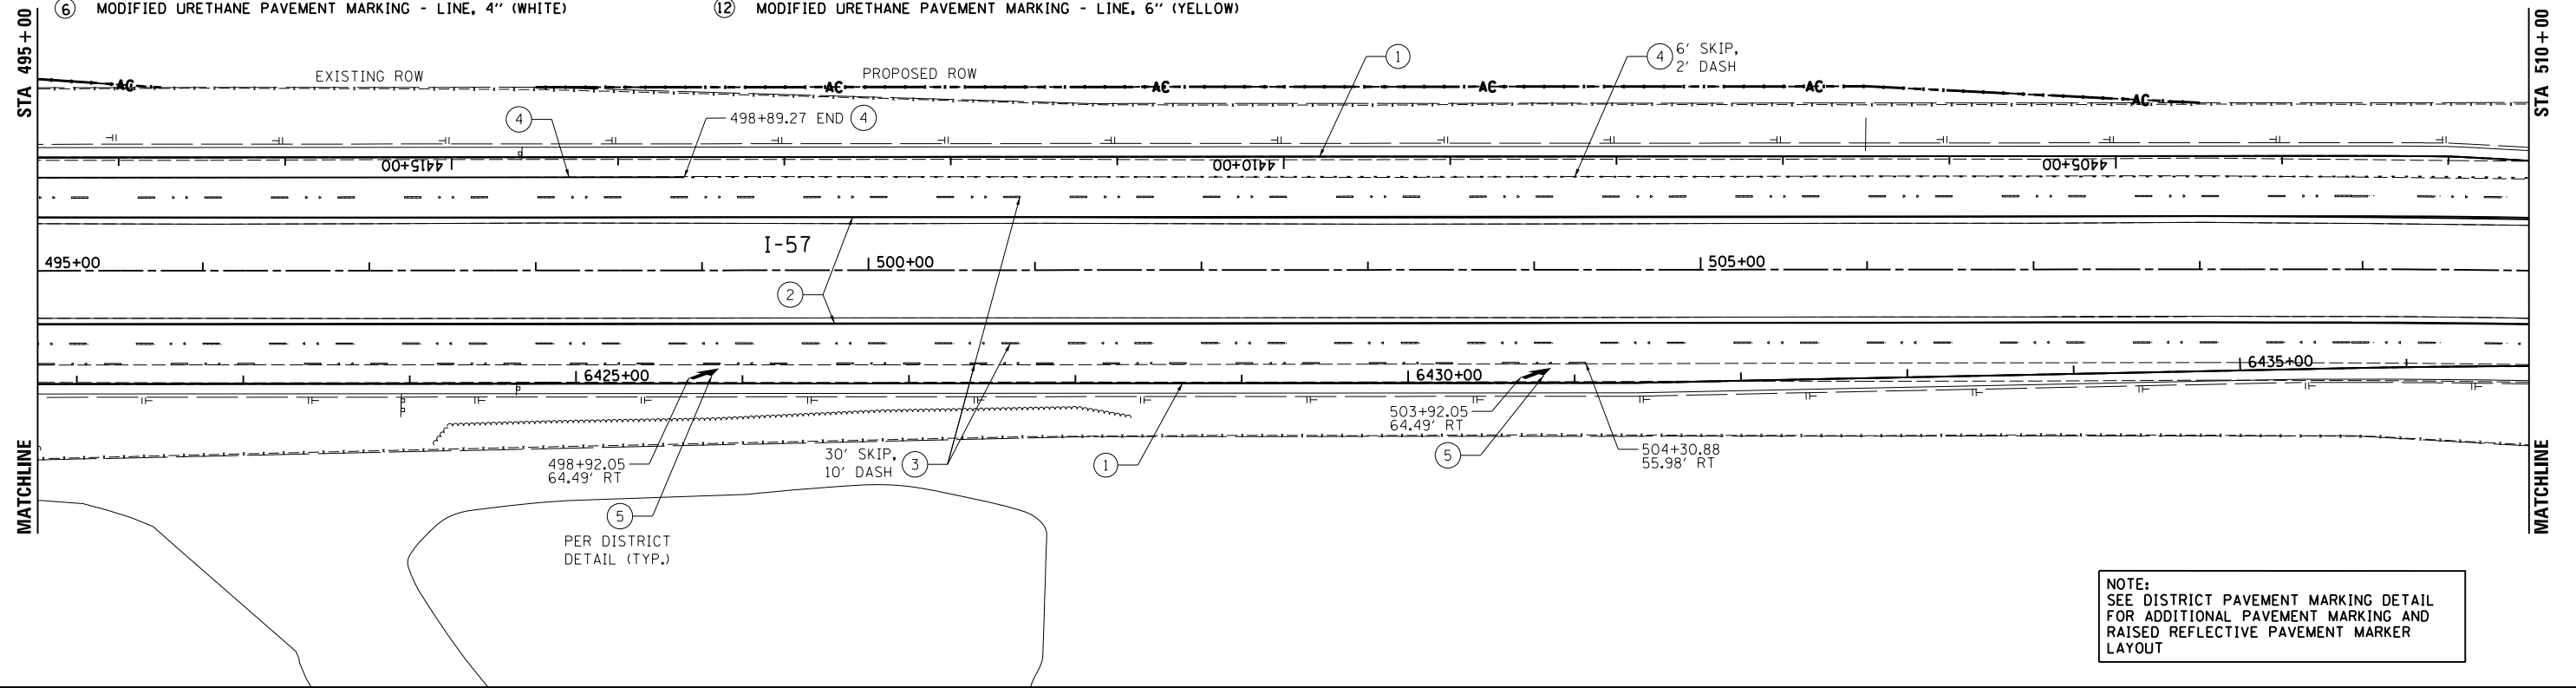 6 MODIFIED URETHANE PAVEMENT MARKING - LINE, 4" (WHITE)
12 MODIFIED URETHANE PAVEMENT MARKING - LINE, 6" (YELLOW)
STA 495+00
STA 510+00
EXISTING ROW
PROPOSED ROW
AC
AC
AC
AC
AC
AC
1
4
6' SKIP,
2' DASH
4
498+89.27 END 4
4415+00
4410+00
4405+00
I-57
495+00
500+00
505+00
2
6425+00
6430+00
6435+00
498+92.05
64.49' RT
30' SKIP,
10' DASH
3
1
503+92.05
64.49' RT
5
504+30.88
55.98' RT
5
PER DISTRICT
DETAIL (TYP.)
MATCHLINE
MATCHLINE
NOTE:
SEE DISTRICT PAVEMENT MARKING DETAIL
FOR ADDITIONAL PAVEMENT MARKING AND
RAISED REFLECTIVE PAVEMENT MARKER
LAYOUT